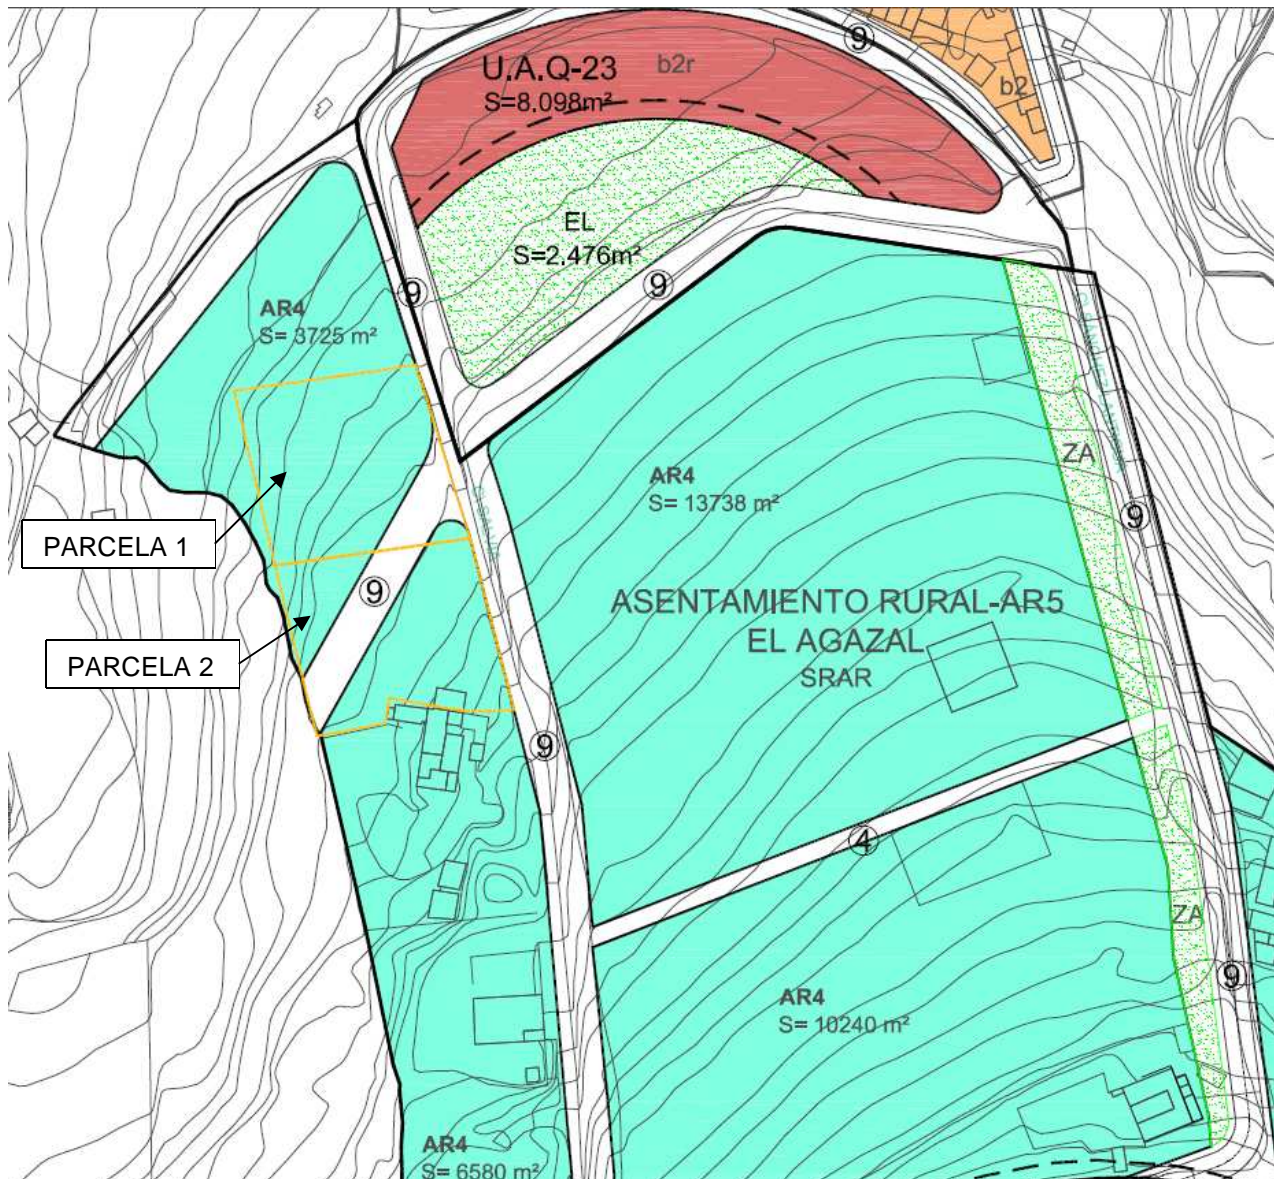 U.A.Q-23
S=8.098m²
b2r
9
b2
EL
S=2.476m²
9
9
AR4
S= 3725 m²
AR4
S= 13738 m²
ZA
9
PARCELA 1
9
PARCELA 2
ASENTAMIENTO RURAL-AR5
EL AGAZAL
SRAR
9
4
ZA
9
AR4
S= 10240 m²
AR4
S= 6580 m²